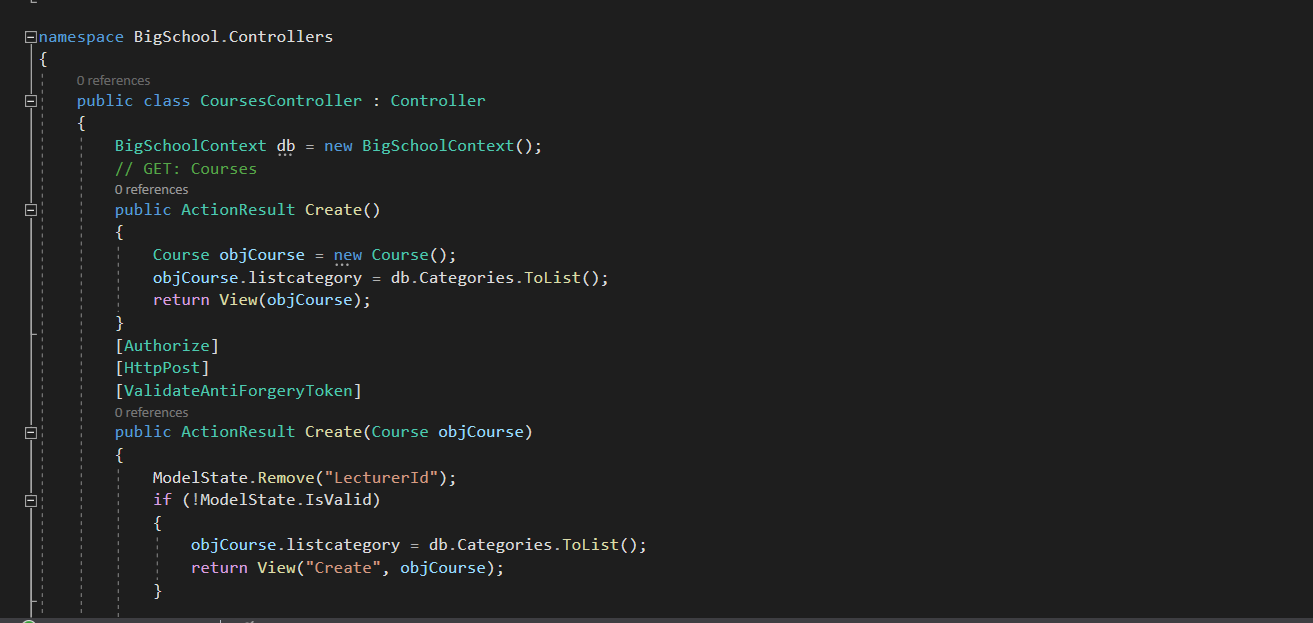 namespace BigSchool.Controllers
{
0 references
public class CoursesController : Controller
{
BigSchoolContext db = new BigSchoolContext();
// GET: Courses
0 references
public ActionResult Create()
{
Course objCourse = new Course();
objCourse.listcategory = db.Categories.ToList();
return View(objCourse);
}
[Authorize]
[HttpPost]
[ValidateAntiForgeryToken]
0 references
public ActionResult Create(Course objCourse)
{
ModelState.Remove("LecturerId");
if (!ModelState.IsValid)
{
objCourse.listcategory = db.Categories.ToList();
return View("Create", objCourse);
}